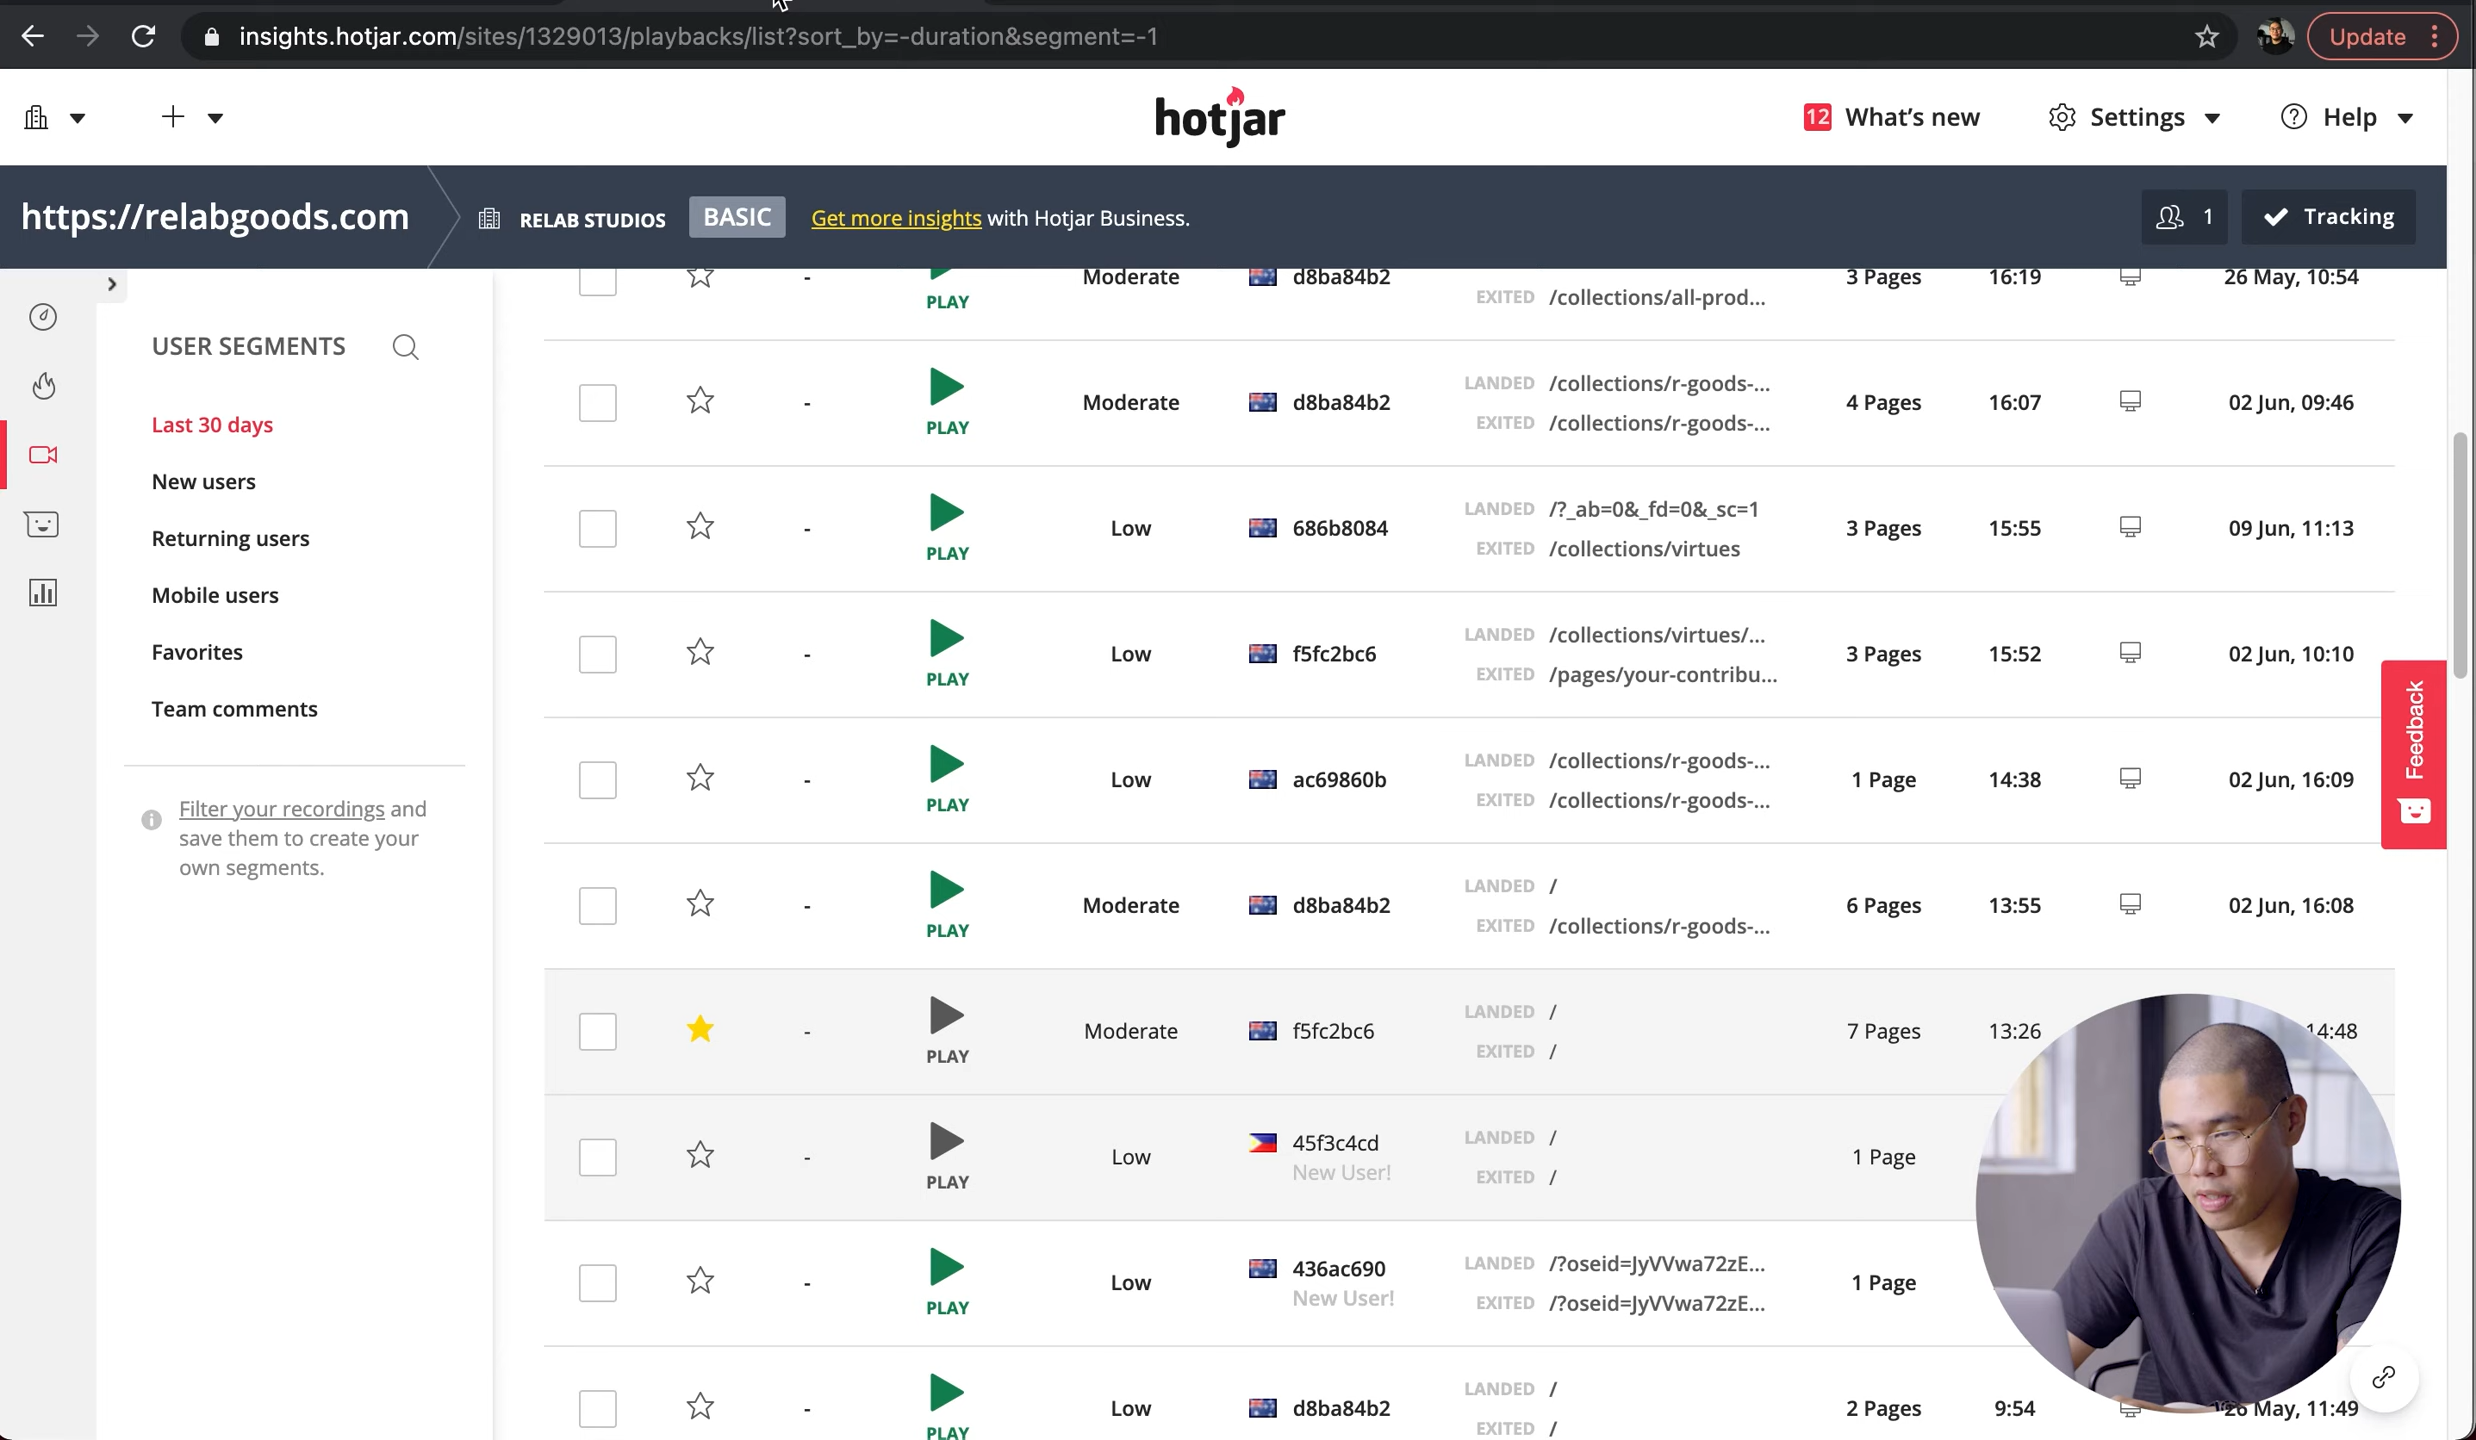 insights.hotjar.com/sites/1329013/playbacks/list?sort_by=-duration&segment=-1
Update
hotjar
12 What's new
Settings
Help
https://relabgoods.com
RELAB STUDIOS
BASIC
Get more insights with Hotjar Business.
1
Tracking
USER SEGMENTS
Last 30 days
New users
Returning users
Mobile users
Favorites
Team comments
Filter your recordings and
save them to create your
own segments.
- PLAY Moderate d8ba84b2 EXITED /collections/all-prod... 3 Pages 16:19 26 May, 10:54
- PLAY Moderate d8ba84b2 LANDED /collections/r-goods-... EXITED /collections/r-goods-... 4 Pages 16:07 02 Jun, 09:46
- PLAY Low 686b8084 LANDED /?_ab=0&_fd=0&_sc=1 EXITED /collections/virtues 3 Pages 15:55 09 Jun, 11:13
- PLAY Low f5fc2bc6 LANDED /collections/virtues/... EXITED /pages/your-contribu... 3 Pages 15:52 02 Jun, 10:10
- PLAY Low ac69860b LANDED /collections/r-goods-... EXITED /collections/r-goods-... 1 Page 14:38 02 Jun, 16:09
- PLAY Moderate d8ba84b2 LANDED / EXITED /collections/r-goods-... 6 Pages 13:55 02 Jun, 16:08
- PLAY Moderate f5fc2bc6 LANDED / EXITED / 7 Pages 13:26 14:48
- PLAY Low 45f3c4cd New User! LANDED / EXITED / 1 Page
- PLAY Low 436ac690 New User! LANDED /?oseid=JyVVwa72zE... EXITED /?oseid=JyVVwa72zE... 1 Page
- PLAY Low d8ba84b2 LANDED / EXITED / 2 Pages 9:54 26 May, 11:49
Feedback